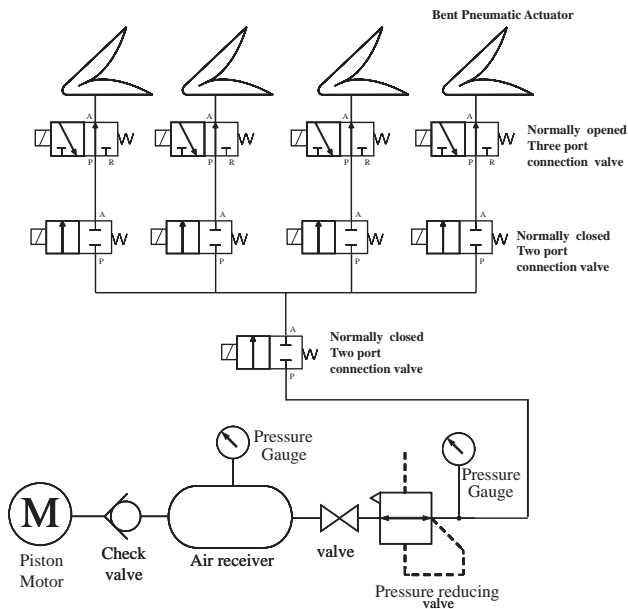 Bent Pneumatic Actuator
A A A A
P R P R P R P R
Normally opened
Three port
connection valve
A A A A
P P P P
Normally closed
Two port
connection valve
A
P
Normally closed
Two port
connection valve
Pressure
Gauge
Pressure
Gauge
M
Piston
Motor
Check
valve
Air receiver
valve
Pressure reducing
valve